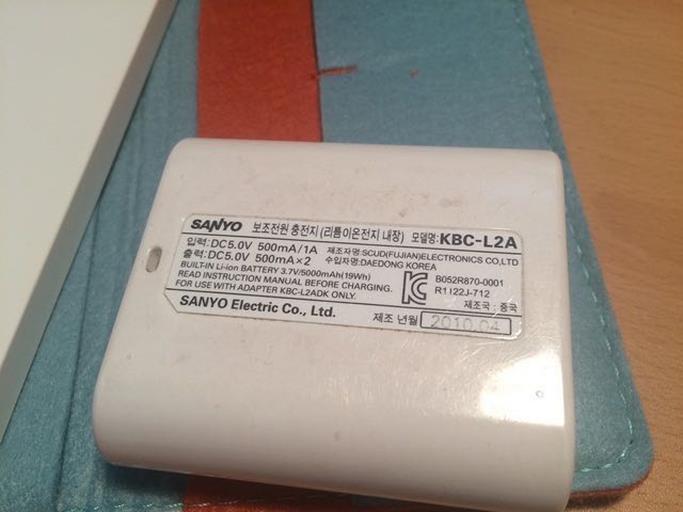 SANYO 보조전원 충전지 (리튬이온전지 내장) 모델명:KBC-L2A
입력:DC5.0V 500mA/1A 제조자명:SCUD(FUJIAN)ELECTRONICS CO,LTD
출력:DC5.0V 500mA×2 수입자명:DAEDONG KOREA
BUILT-IN Li-ion BATTERY 3.7V/5000mAh(19Wh)
READ INSTRUCTION MANUAL BEFORE CHARGING.
FOR USE WITH ADAPTER KBC-L2ADK ONLY.
B052R870-0001
R1122J-712
제조국 : 중국
SANYO Electric Co., Ltd.
제조 년월 2010.04